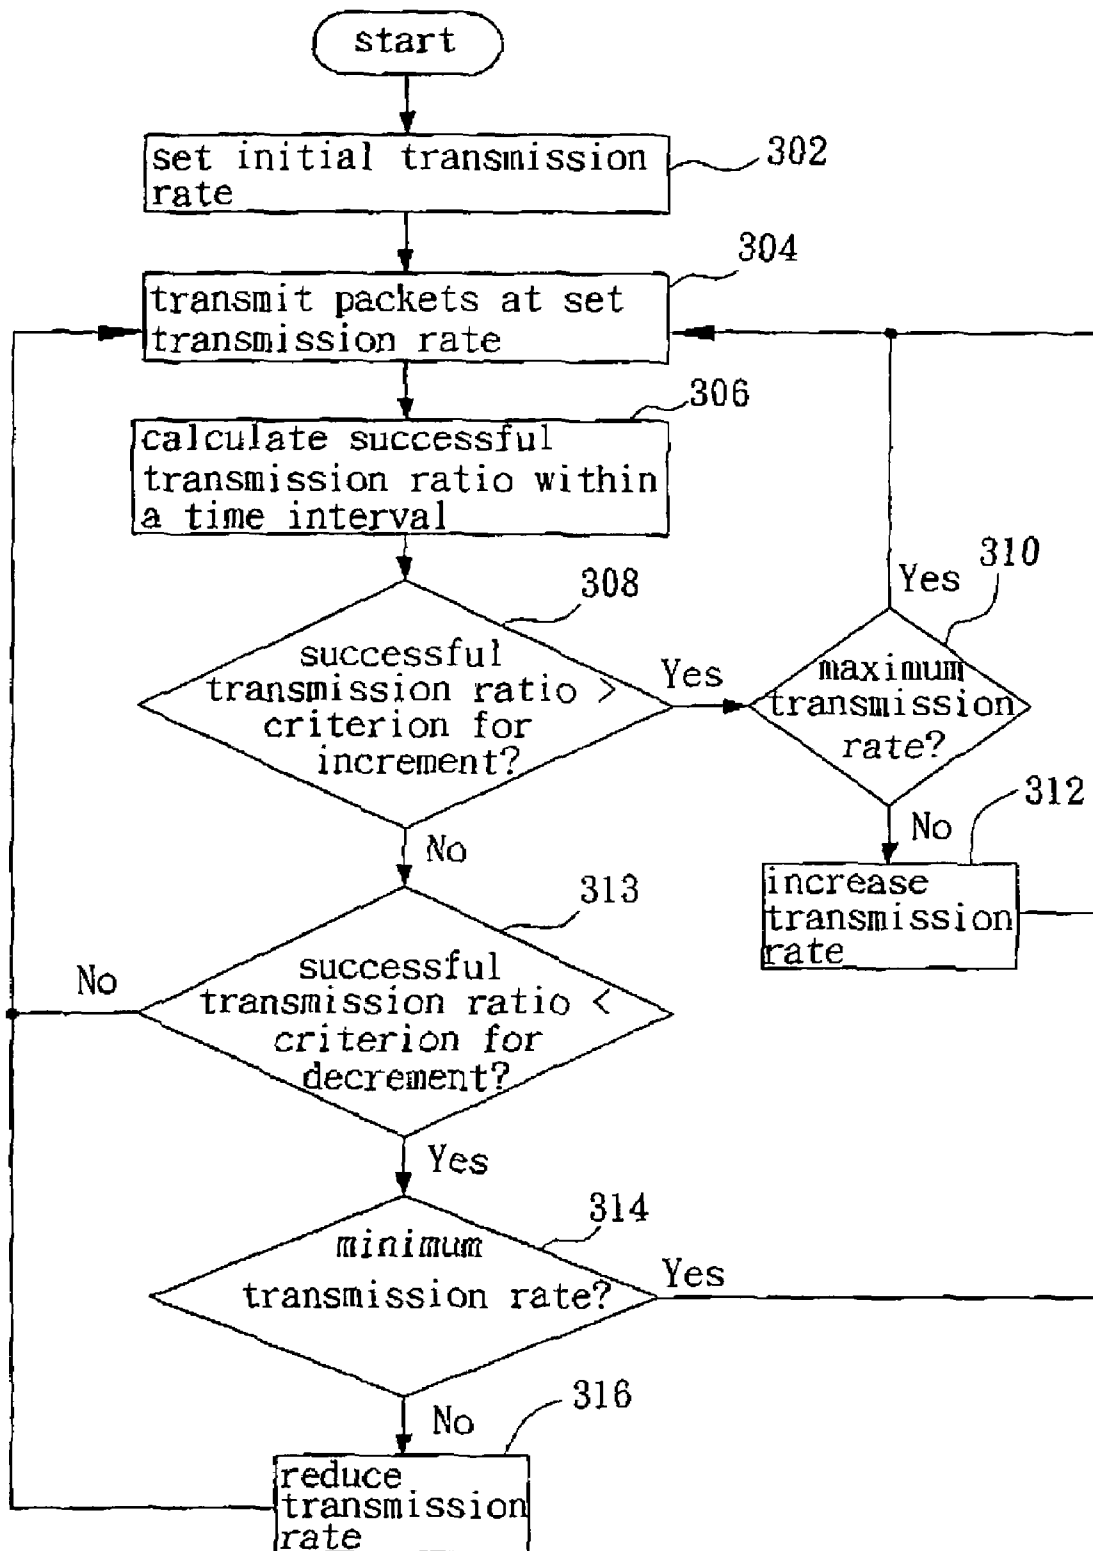 start
set initial transmission
rate
302
transmit packets at set
transmission rate
304
calculate successful
transmission ratio within
a time interval
306
successful
transmission ratio >
criterion for
increment?
308
Yes
maximum
transmission
rate?
310
Yes
No
increase
transmission
rate
312
No
successful
transmission ratio <
criterion for
decrement?
313
No
Yes
minimum
transmission rate?
314
Yes
No
reduce
transmission
rate
316